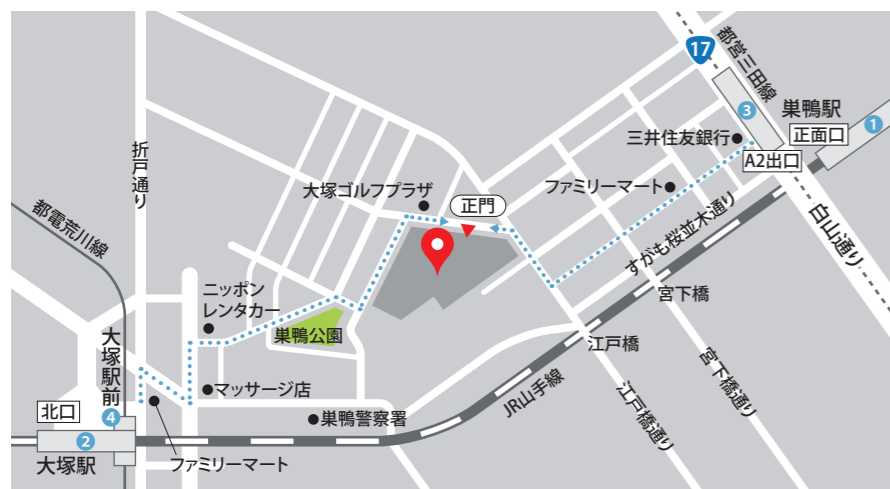 17
都営三田線
3
巣鴨駅
1
正面口
三井住友銀行
A2出口
折戸通り
大塚ゴルフプラザ
正門
ファミリーマート
都電荒川線
すがも桜並木通り
白山通り
ニッポン
レンタカー
宮下橋
巣鴨公園
江戸橋
大塚駅前
JR山手線
宮下橋通り
マッサージ店
江戸橋通り
北口
4
巣鴨警察署
2
大塚駅
ファミリーマート